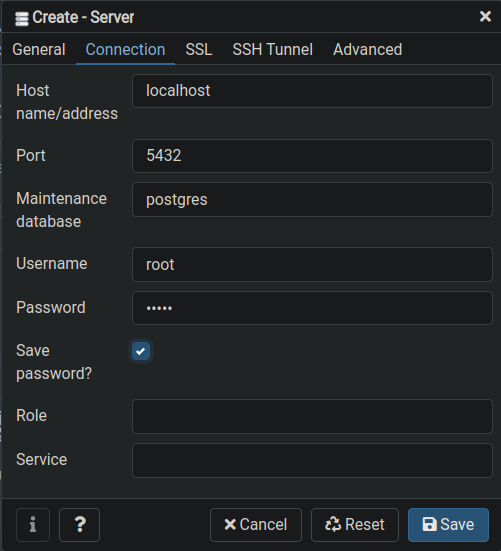 Create - Server
General Connection SSL SSH Tunnel Advanced
Host name/address localhost
Port 5432
Maintenance database postgres
Username root
Password •••••
Save password?
Role
Service
i ? Cancel Reset Save